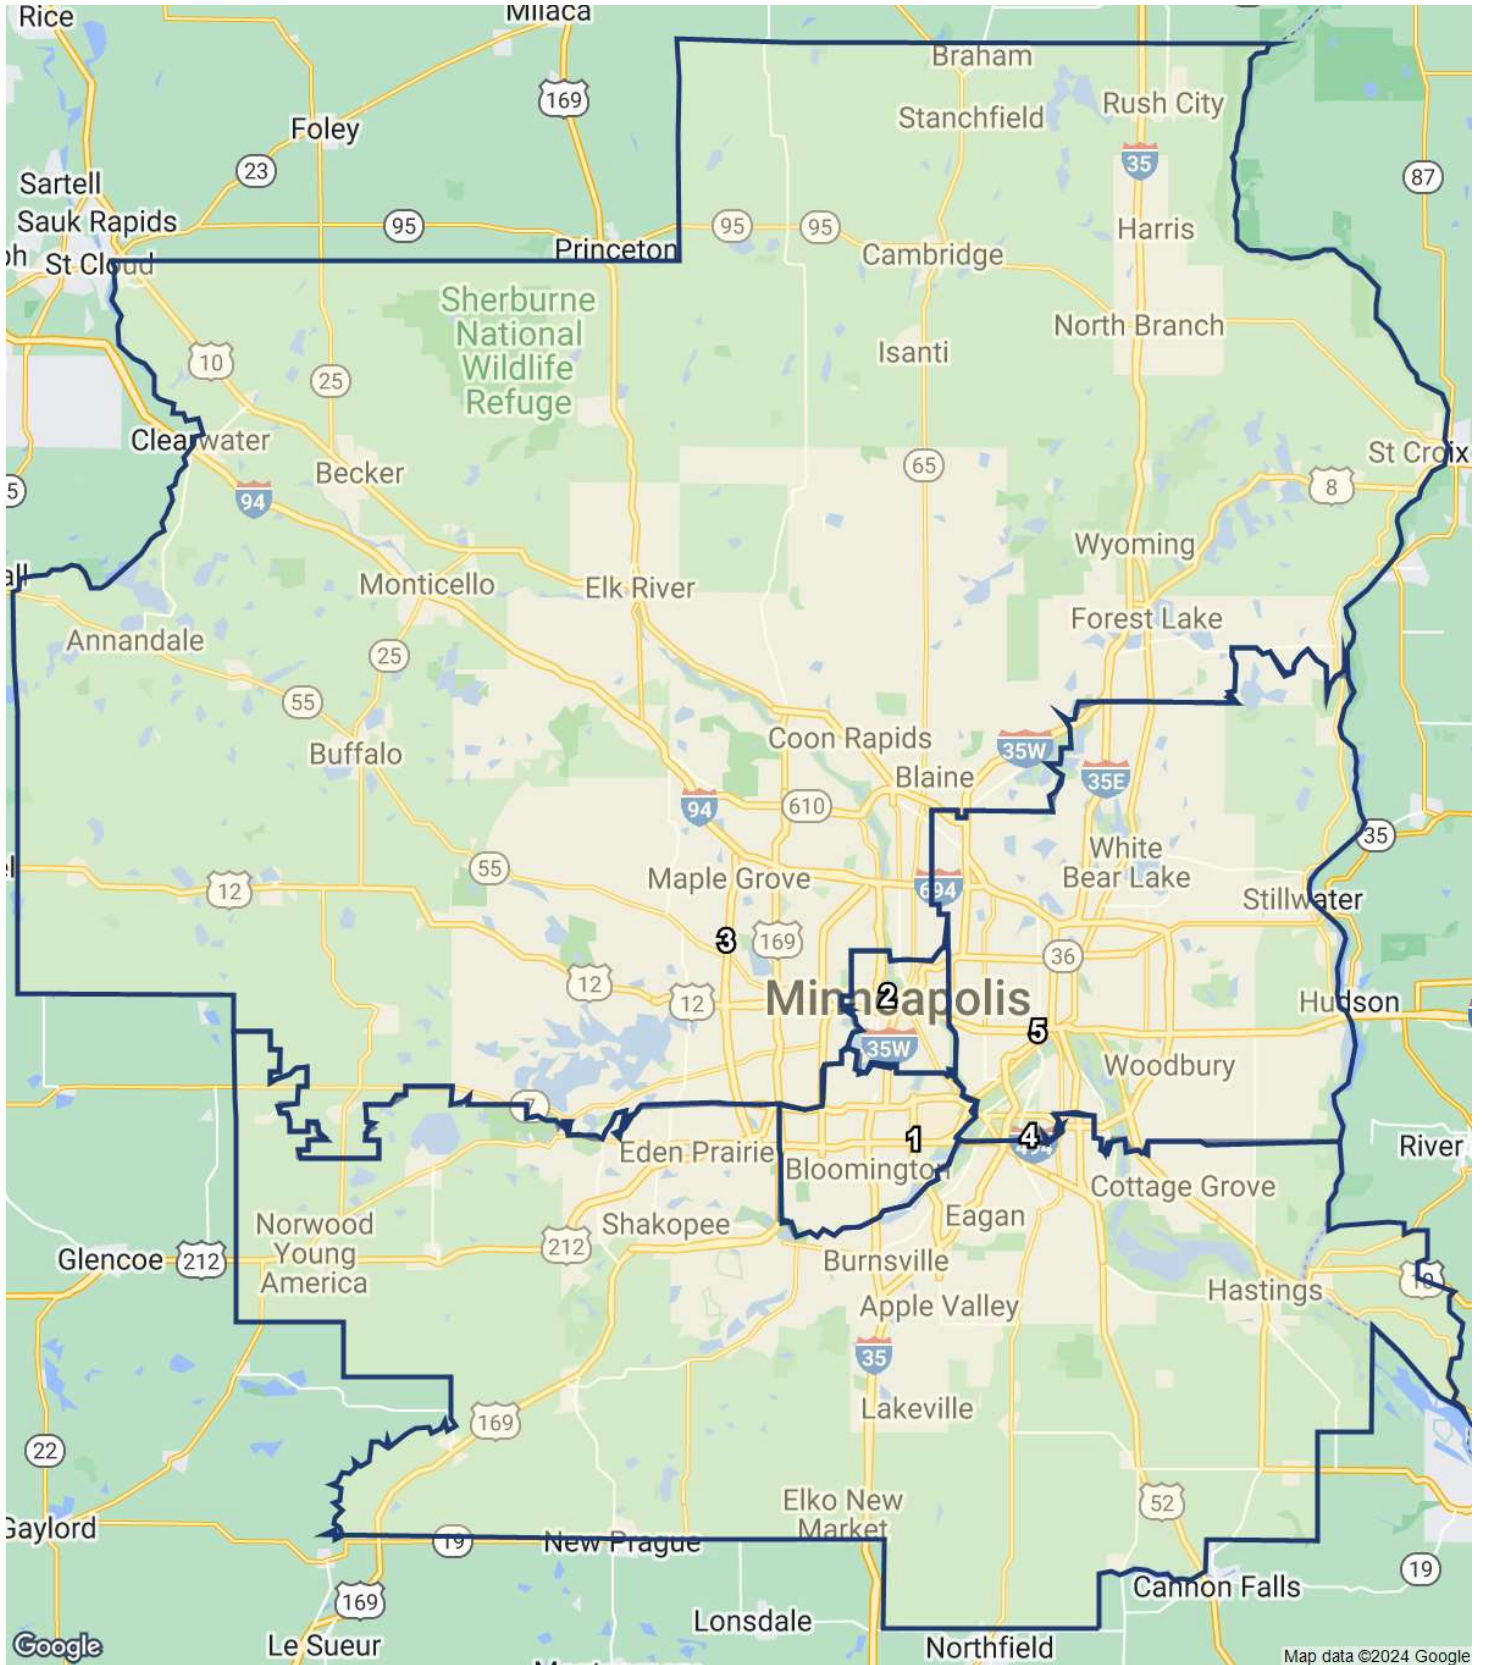 Rice
Milaca
Braham
169
Stanchfield
Rush City
Foley
35
23
87
Sartell
Sauk Rapids
95
95
95
Harris
Princeton
Cambridge
St Cloud
Sherburne
National
Wildlife
Refuge
North Branch
Isanti
10
25
Clearwater
St Croix
Becker
65
8
94
Wyoming
Monticello
Elk River
Forest Lake
Annandale
25
55
Coon Rapids
35W
Buffalo
Blaine
35E
94
610
35
White
Bear Lake
55
Maple Grove
694
12
Stillwater
3
169
36
12
12
Minneapolis
2
Hudson
5
35W
Woodbury
7
1
4
494
River
Eden Prairie
Bloomington
Cottage Grove
Norwood
Young
America
Shakopee
Eagan
212
Glencoe
212
Burnsville
10
Hastings
Apple Valley
35
Lakeville
169
22
Elko New
Market
52
Gaylord
19
New Prague
19
Cannon Falls
169
Lonsdale
Google
Le Sueur
Northfield
Map data ©2024 Google